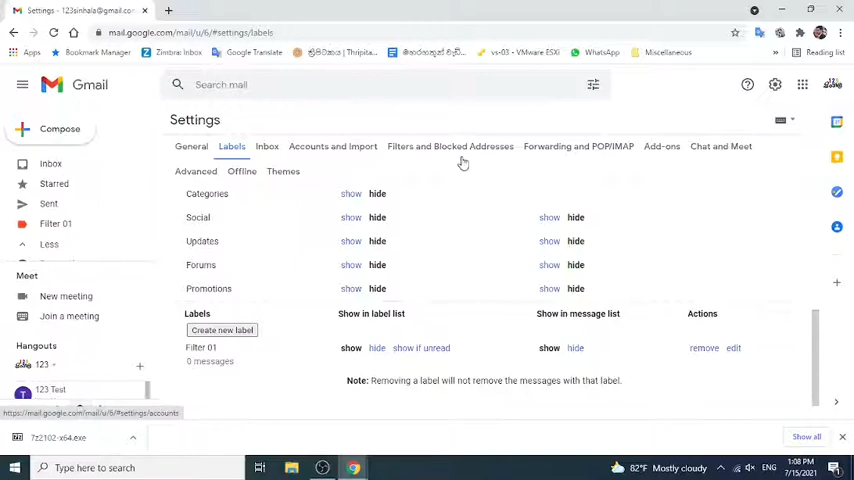 Settings - 123sinhala@gmail.con
mail.google.com/mail/u/6/#settings/labels
Apps
Bookmark Manager
Zimbra: Inbox
Google Translate
vs-03 - VMware ESXi
WhatsApp
Miscellaneous
»
Reading list
Gmail
Search mail
Compose
Settings
General
Labels
Inbox
Accounts and Import
Filters and Blocked Addresses
Forwarding and POP/IMAP
Add-ons
Chat and Meet
Advanced
Offline
Themes
Inbox
Starred
Sent
Filter 01
Less
Meet
New meeting
Join a meeting
Hangouts
123
123 Test
Categories show hide
Social show hide show hide
Updates show hide show hide
Forums show hide show hide
Promotions show hide show hide
Labels Show in label list Show in message list Actions
Create new label
Filter 01 show hide show if unread show hide remove edit
0 messages
Note: Removing a label will not remove the messages with that label.
https://mail.google.com/mail/u/6/#settings/accounts
7z2102-x64.exe
Show all
Type here to search
82°F Mostly cloudy
ENG
1:08 PM
7/15/2021